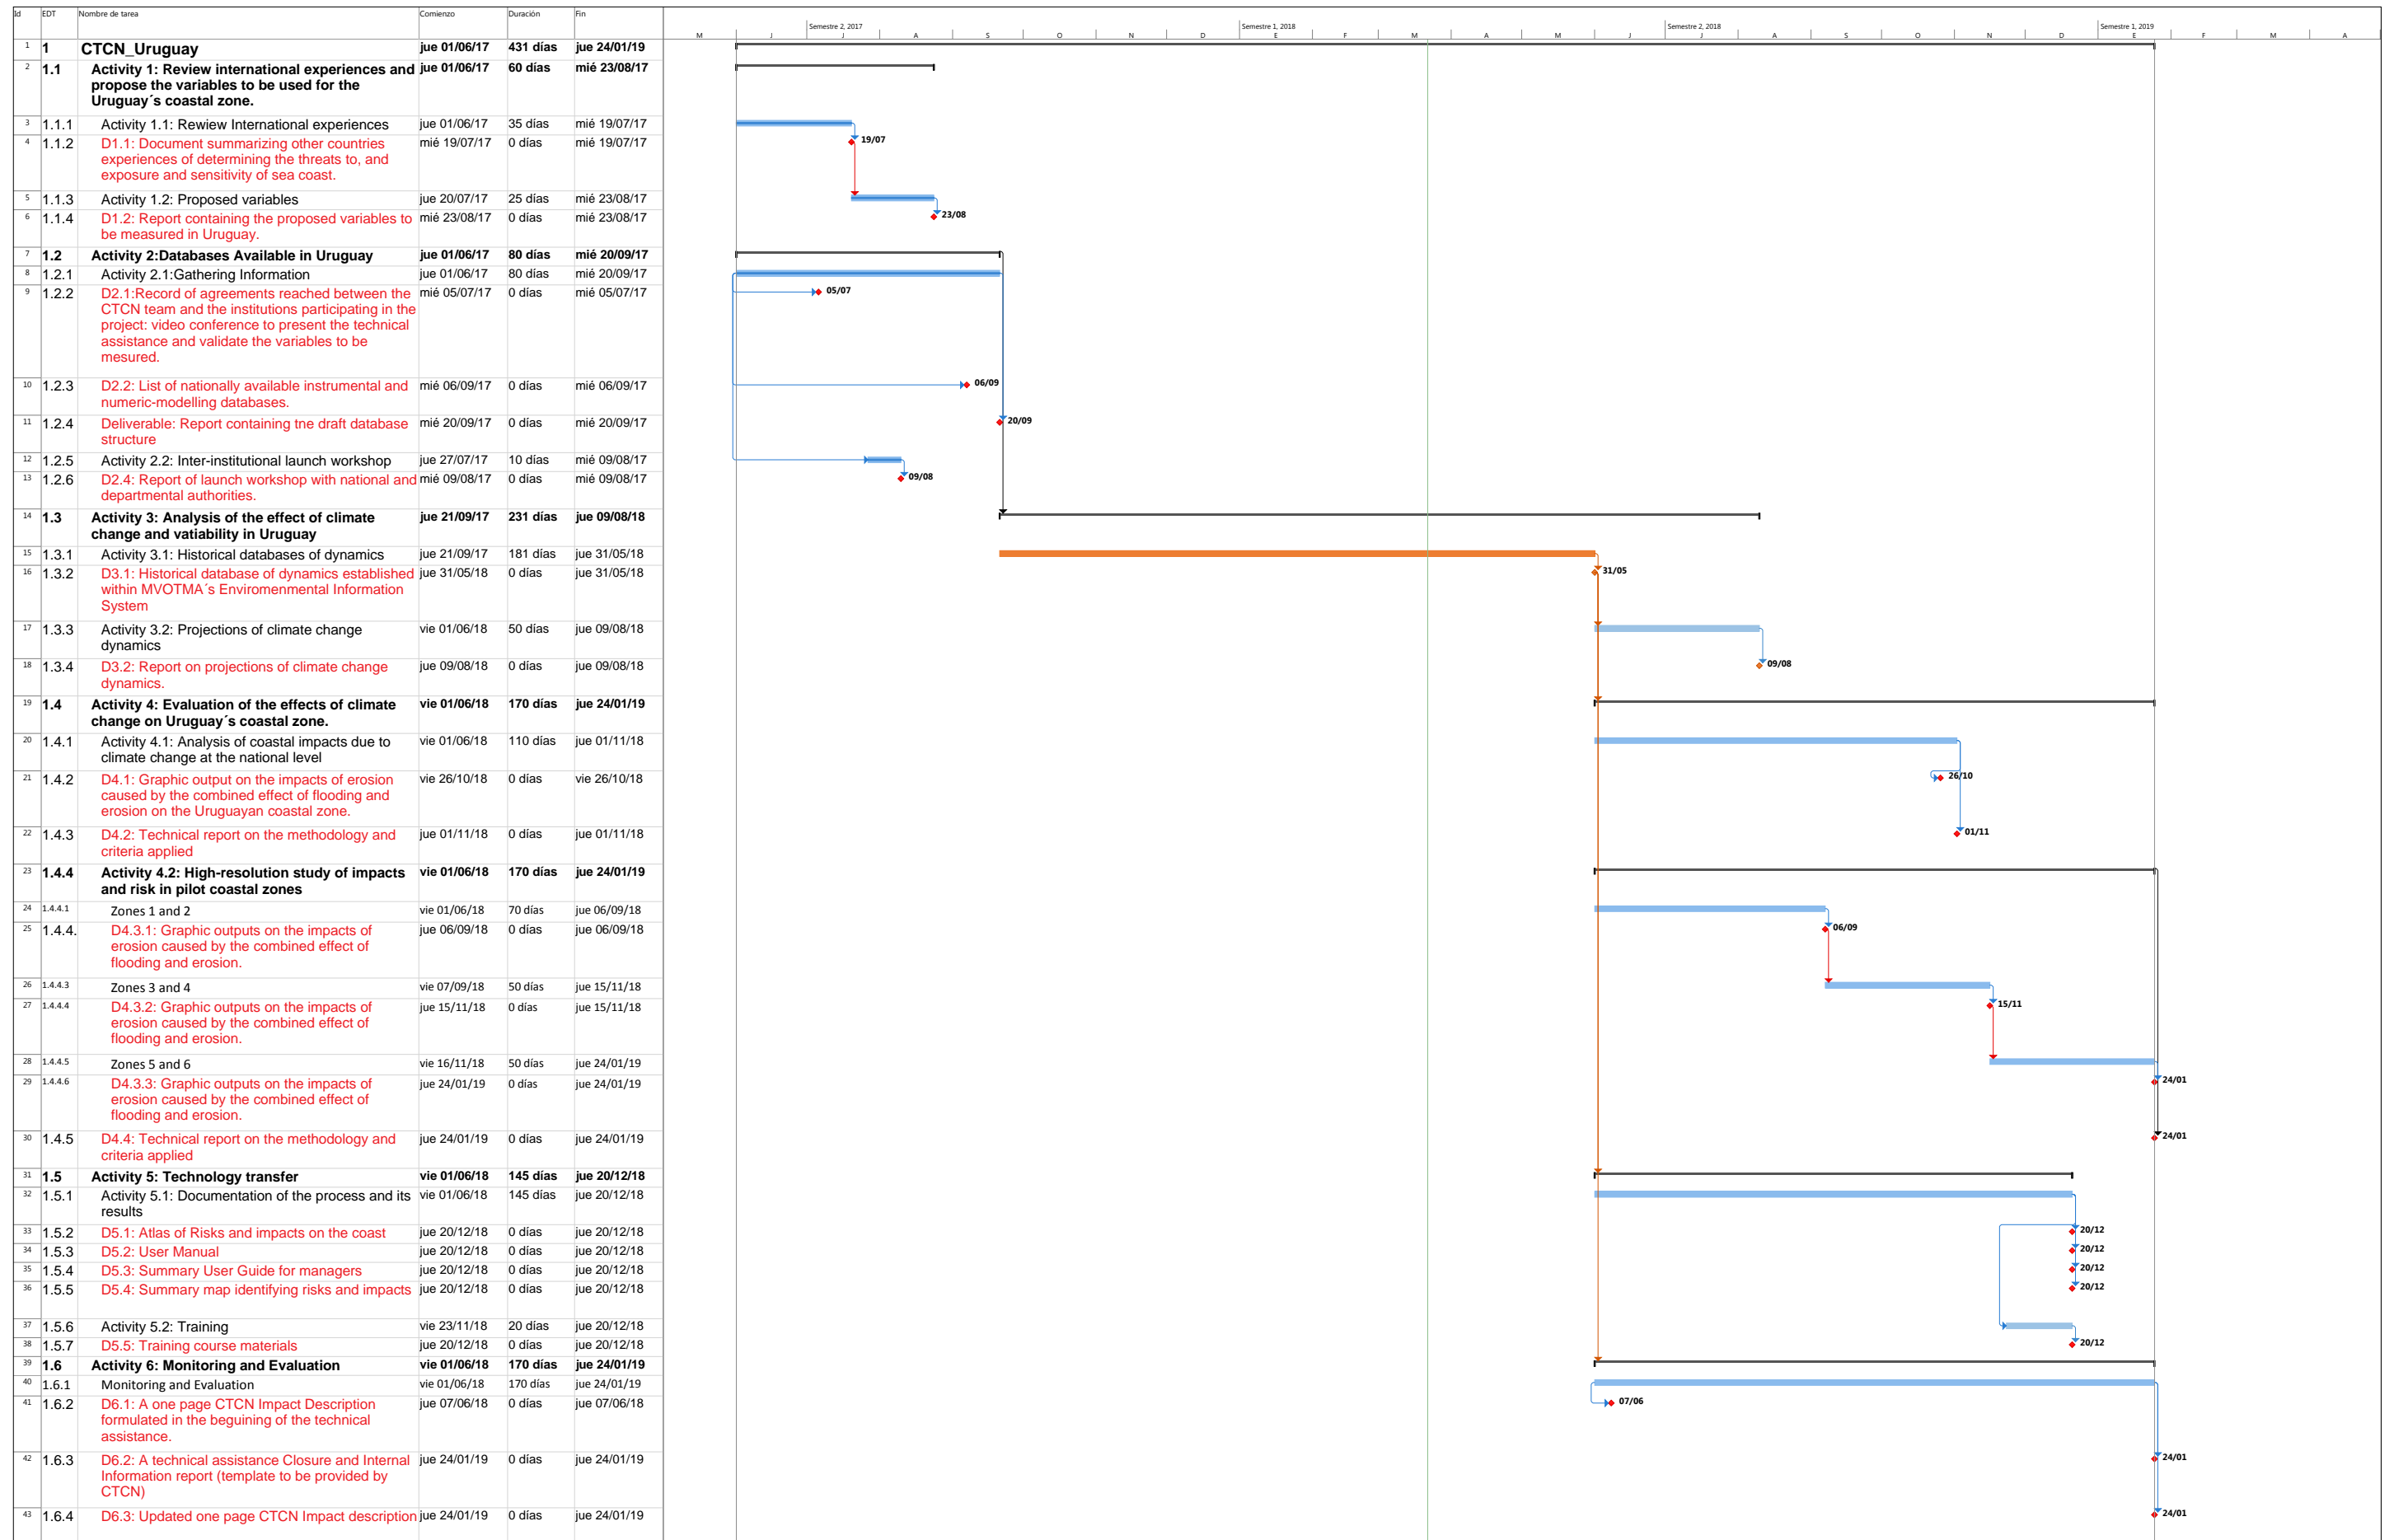 Id EDT Nombre de tarea Comienzo Duración Fin
Semestre 2, 2017 Semestre 1, 2018 Semestre 2, 2018 Semestre 1, 2019
M J J A S O N D E F M A M J J A S O N D E F M A
1 1 CTCN_Uruguay jue 01/06/17 431 días jue 24/01/19
2 1.1 Activity 1: Review international experiences and jue 01/06/17 60 días mié 23/08/17
propose the variables to be used for the
Uruguay´s coastal zone.
3 1.1.1 Activity 1.1: Rewiew International experiences jue 01/06/17 35 días mié 19/07/17
4 1.1.2 D1.1: Document summarizing other countries mié 19/07/17 0 días mié 19/07/17 19/07
experiences of determining the threats to, and
exposure and sensitivity of sea coast.
5 1.1.3 Activity 1.2: Proposed variables jue 20/07/17 25 días mié 23/08/17
6 1.1.4 D1.2: Report containing the proposed variables to mié 23/08/17 0 días mié 23/08/17 23/08
be measured in Uruguay.
7 1.2 Activity 2:Databases Available in Uruguay jue 01/06/17 80 días mié 20/09/17
8 1.2.1 Activity 2.1:Gathering Information jue 01/06/17 80 días mié 20/09/17
9 1.2.2 D2.1:Record of agreements reached between the mié 05/07/17 0 días mié 05/07/17 05/07
CTCN team and the institutions participating in the
project: video conference to present the technical
assistance and validate the variables to be
mesured.
10 1.2.3 D2.2: List of nationally available instrumental and mié 06/09/17 0 días mié 06/09/17 06/09
numeric-modelling databases.
11 1.2.4 Deliverable: Report containing tne draft database mié 20/09/17 0 días mié 20/09/17 20/09
structure
12 1.2.5 Activity 2.2: Inter-institutional launch workshop jue 27/07/17 10 días mié 09/08/17
13 1.2.6 D2.4: Report of launch workshop with national and mié 09/08/17 0 días mié 09/08/17 09/08
departmental authorities.
14 1.3 Activity 3: Analysis of the effect of climate jue 21/09/17 231 días jue 09/08/18
change and vatiability in Uruguay
15 1.3.1 Activity 3.1: Historical databases of dynamics jue 21/09/17 181 días jue 31/05/18
16 1.3.2 D3.1: Historical database of dynamics established jue 31/05/18 0 días jue 31/05/18 31/05
within MVOTMA´s Enviromenmental Information
System
17 1.3.3 Activity 3.2: Projections of climate change vie 01/06/18 50 días jue 09/08/18
dynamics
18 1.3.4 D3.2: Report on projections of climate change jue 09/08/18 0 días jue 09/08/18 09/08
dynamics.
19 1.4 Activity 4: Evaluation of the effects of climate vie 01/06/18 170 días jue 24/01/19
change on Uruguay´s coastal zone.
20 1.4.1 Activity 4.1: Analysis of coastal impacts due to vie 01/06/18 110 días jue 01/11/18
climate change at the national level
21 1.4.2 D4.1: Graphic output on the impacts of erosion vie 26/10/18 0 días vie 26/10/18 26/10
caused by the combined effect of flooding and
erosion on the Uruguayan coastal zone.
22 1.4.3 D4.2: Technical report on the methodology and jue 01/11/18 0 días jue 01/11/18 01/11
criteria applied
23 1.4.4 Activity 4.2: High-resolution study of impacts vie 01/06/18 170 días jue 24/01/19
and risk in pilot coastal zones
24 1.4.4.1 Zones 1 and 2 vie 01/06/18 70 días jue 06/09/18
25 1.4.4. D4.3.1: Graphic outputs on the impacts of jue 06/09/18 0 días jue 06/09/18 06/09
erosion caused by the combined effect of
flooding and erosion.
26 1.4.4.3 Zones 3 and 4 vie 07/09/18 50 días jue 15/11/18
27 1.4.4.4 D4.3.2: Graphic outputs on the impacts of jue 15/11/18 0 días jue 15/11/18 15/11
erosion caused by the combined effect of
flooding and erosion.
28 1.4.4.5 Zones 5 and 6 vie 16/11/18 50 días jue 24/01/19
29 1.4.4.6 D4.3.3: Graphic outputs on the impacts of jue 24/01/19 0 días jue 24/01/19 24/01
erosion caused by the combined effect of
flooding and erosion.
30 1.4.5 D4.4: Technical report on the methodology and jue 24/01/19 0 días jue 24/01/19 24/01
criteria applied
31 1.5 Activity 5: Technology transfer vie 01/06/18 145 días jue 20/12/18
32 1.5.1 Activity 5.1: Documentation of the process and its vie 01/06/18 145 días jue 20/12/18
results
33 1.5.2 D5.1: Atlas of Risks and impacts on the coast jue 20/12/18 0 días jue 20/12/18 20/12
34 1.5.3 D5.2: User Manual jue 20/12/18 0 días jue 20/12/18 20/12
35 1.5.4 D5.3: Summary User Guide for managers jue 20/12/18 0 días jue 20/12/18 20/12
36 1.5.5 D5.4: Summary map identifying risks and impacts jue 20/12/18 0 días jue 20/12/18 20/12
37 1.5.6 Activity 5.2: Training vie 23/11/18 20 días jue 20/12/18
38 1.5.7 D5.5: Training course materials jue 20/12/18 0 días jue 20/12/18 20/12
39 1.6 Activity 6: Monitoring and Evaluation vie 01/06/18 170 días jue 24/01/19
40 1.6.1 Monitoring and Evaluation vie 01/06/18 170 días jue 24/01/19
41 1.6.2 D6.1: A one page CTCN Impact Description jue 07/06/18 0 días jue 07/06/18 07/06
formulated in the beguining of the technical
assistance.
42 1.6.3 D6.2: A technical assistance Closure and Internal jue 24/01/19 0 días jue 24/01/19 24/01
Information report (template to be provided by
CTCN)
43 1.6.4 D6.3: Updated one page CTCN Impact description jue 24/01/19 0 días jue 24/01/19 24/01